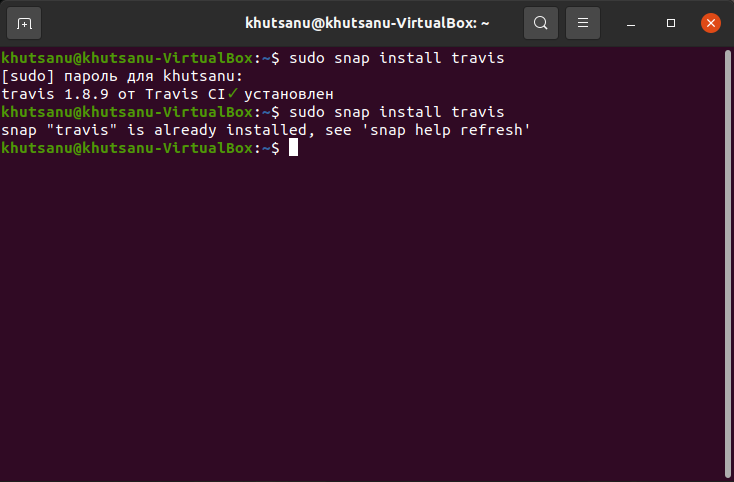 khutsanu@khutsanu-VirtualBox: ~
khutsanu@khutsanu-VirtualBox:~$ sudo snap install travis
[sudo] пароль для khutsanu:
travis 1.8.9 от Travis CI✓ установлен
khutsanu@khutsanu-VirtualBox:~$ sudo snap install travis
snap "travis" is already installed, see 'snap help refresh'
khutsanu@khutsanu-VirtualBox:~$